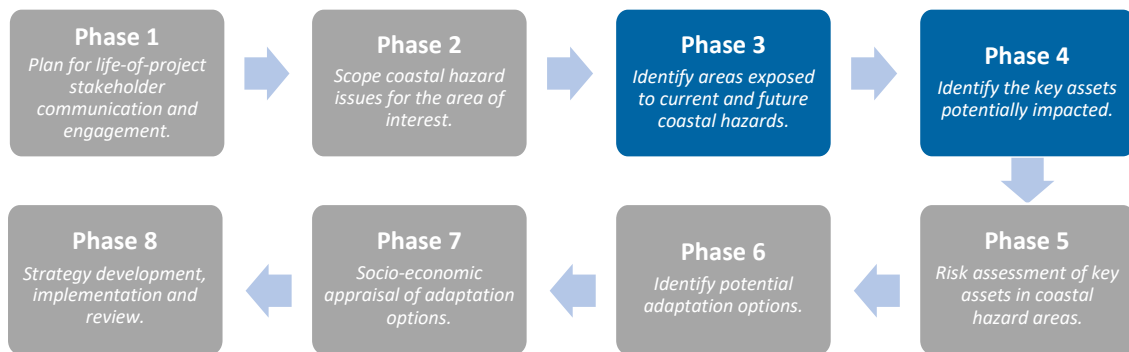 Phase 1
Plan for life-of-project
stakeholder
communication and
engagement.
Phase 2
Scope coastal hazard
issues for the area of
interest.
Phase 3
Identify areas exposed
to current and future
coastal hazards.
Phase 4
Identify the key assets
potentially impacted.
Phase 5
Risk assessment of key
assets in coastal
hazard areas.
Phase 6
Identify potential
adaptation options.
Phase 7
Socio-economic
appraisal of adaptation
options.
Phase 8
Strategy development,
implementation and
review.